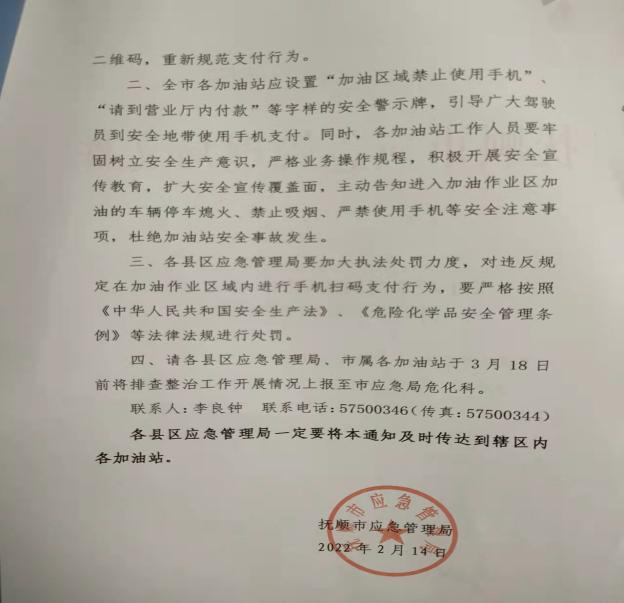 二维码，重新规范支付行为。
二、全市各加油站应设置“加油区域禁止使用手机”、
“请到营业厅内付款”等字样的安全警示牌，引导广大驾驶
员到安全地带使用手机支付。同时，各加油站工作人员要牢
固树立安全生产意识，严格业务操作规程，积极开展安全宣
传教育，扩大安全宣传覆盖面，主动告知进入加油作业区加
油的车辆停车熄火、禁止吸烟、严禁使用手机等安全注意事
项，杜绝加油站安全事故发生。
三、各县区应急管理局要加大执法处罚力度，对违反规
定在加油作业区域内进行手机扫码支付行为，要严格按照
《中华人民共和国安全生产法》、《危险化学品安全管理条
例》等法律法规进行处罚。
四、请各县区应急管理局、市属各加油站于3月18日
前将排查整治工作开展情况上报至市应急局危化科。
联系人：李良钟 联系电话：57500346（传真：57500344）
各县区应急管理局一定要将本通知及时传达到辖区内
各加油站。
抚顺市应急管理局
2022年2月14日